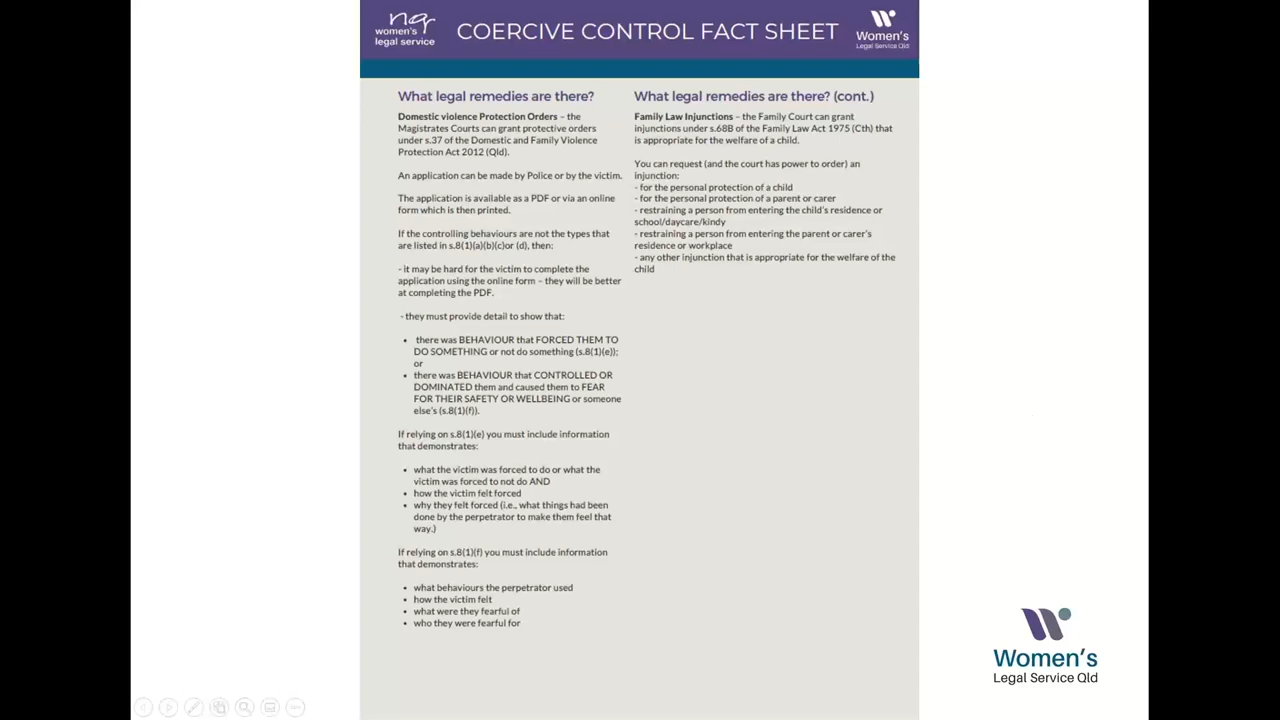 nqr
women's
legal service
COERCIVE CONTROL FACT SHEET
Women's
Legal Service Qld
What legal remedies are there?
Domestic violence Protection Orders – the
Magistrates Courts can grant protective orders
under s.37 of the Domestic and Family Violence
Protection Act 2012 (Qld).
An application can be made by Police or by the victim.
The application is available as a PDF or via an online
form which is then printed.
If the controlling behaviours are not the types that
are listed in s.8(1)(a)(b)(c)or (d), then:
- it may be hard for the victim to complete the
application using the online form – they will be better
at completing the PDF.
- they must provide detail to show that:
• there was BEHAVIOUR that FORCED THEM TO
DO SOMETHING or not do something (s.8(1)(e));
or
• there was BEHAVIOUR that CONTROLLED OR
DOMINATED them and caused them to FEAR
FOR THEIR SAFETY OR WELLBEING or someone
else's (s.8(1)(f)).
If relying on s.8(1)(e) you must include information
that demonstrates:
• what the victim was forced to do or what the
victim was forced to not do AND
• how the victim felt forced
• why they felt forced (i.e., what things had been
done by the perpetrator to make them feel that
way.)
If relying on s.8(1)(f) you must include information
that demonstrates:
• what behaviours the perpetrator used
• how the victim felt
• what were they fearful of
• who they were fearful for
What legal remedies are there? (cont.)
Family Law Injunctions – the Family Court can grant
injunctions under s.68B of the Family Law Act 1975 (Cth) that
is appropriate for the welfare of a child.
You can request (and the court has power to order) an
injunction:
- for the personal protection of a child
- for the personal protection of a parent or carer
- restraining a person from entering the child's residence or
school/daycare/kindy
- restraining a person from entering the parent or carer's
residence or workplace
- any other injunction that is appropriate for the welfare of the
child
Women's
Legal Service Qld